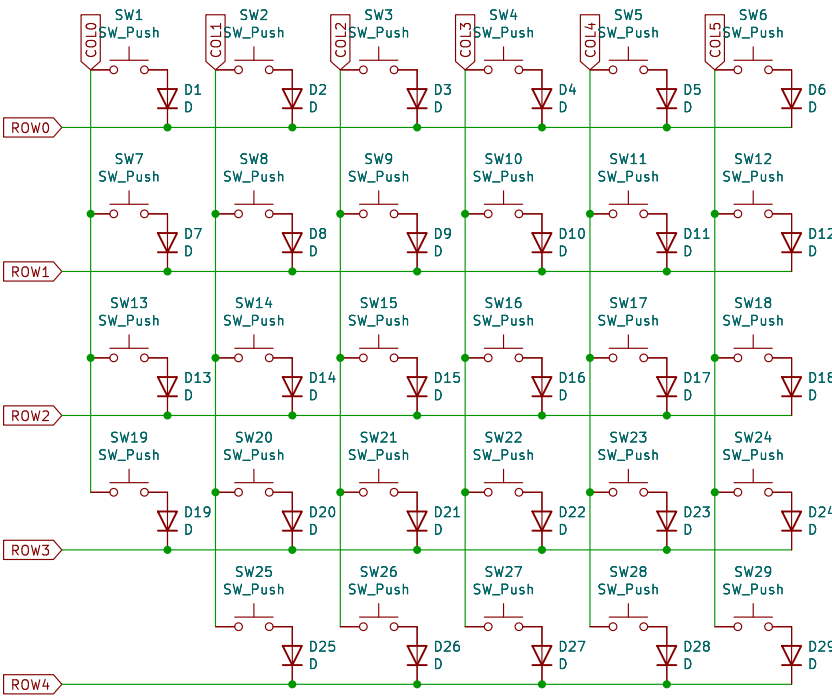 SW1 SW2 SW3 SW4 SW5 SW6
COL0 SW_Push COL1 SW_Push COL2 SW_Push COL3 SW_Push COL4 SW_Push COL5 SW_Push
D1 D2 D3 D4 D5 D6
D D D D D D
ROW0
SW7 SW8 SW9 SW10 SW11 SW12
SW_Push SW_Push SW_Push SW_Push SW_Push SW_Push
D7 D8 D9 D10 D11 D12
D D D D D D
ROW1
SW13 SW14 SW15 SW16 SW17 SW18
SW_Push SW_Push SW_Push SW_Push SW_Push SW_Push
D13 D14 D15 D16 D17 D18
D D D D D D
ROW2
SW19 SW20 SW21 SW22 SW23 SW24
SW_Push SW_Push SW_Push SW_Push SW_Push SW_Push
D19 D20 D21 D22 D23 D24
D D D D D D
ROW3
SW25 SW26 SW27 SW28 SW29
SW_Push SW_Push SW_Push SW_Push SW_Push
D25 D26 D27 D28 D29
D D D D D
ROW4